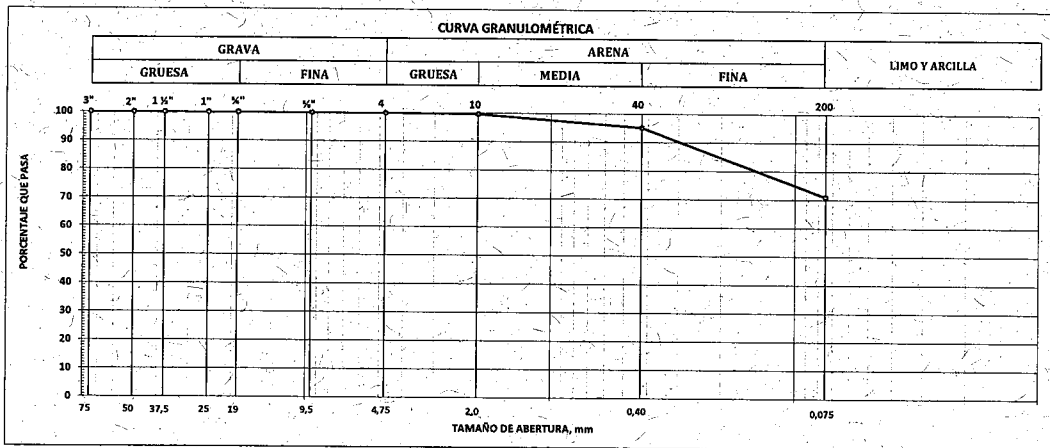 CURVA GRANULOMÉTRICA
GRAVA ARENA LIMO Y ARCILLA
GRUESA FINA GRUESA MEDIA FINA
3" 2" 1 ½" 1" ¾" ⅜" 4 10 40 200
PORCENTAJE QUE PASA
100
90
80
70
60
50
40
30
20
10
0
75 50 37,5 25 19 9,5 4,75 2,0 0,40 0,075
TAMAÑO DE ABERTURA, mm